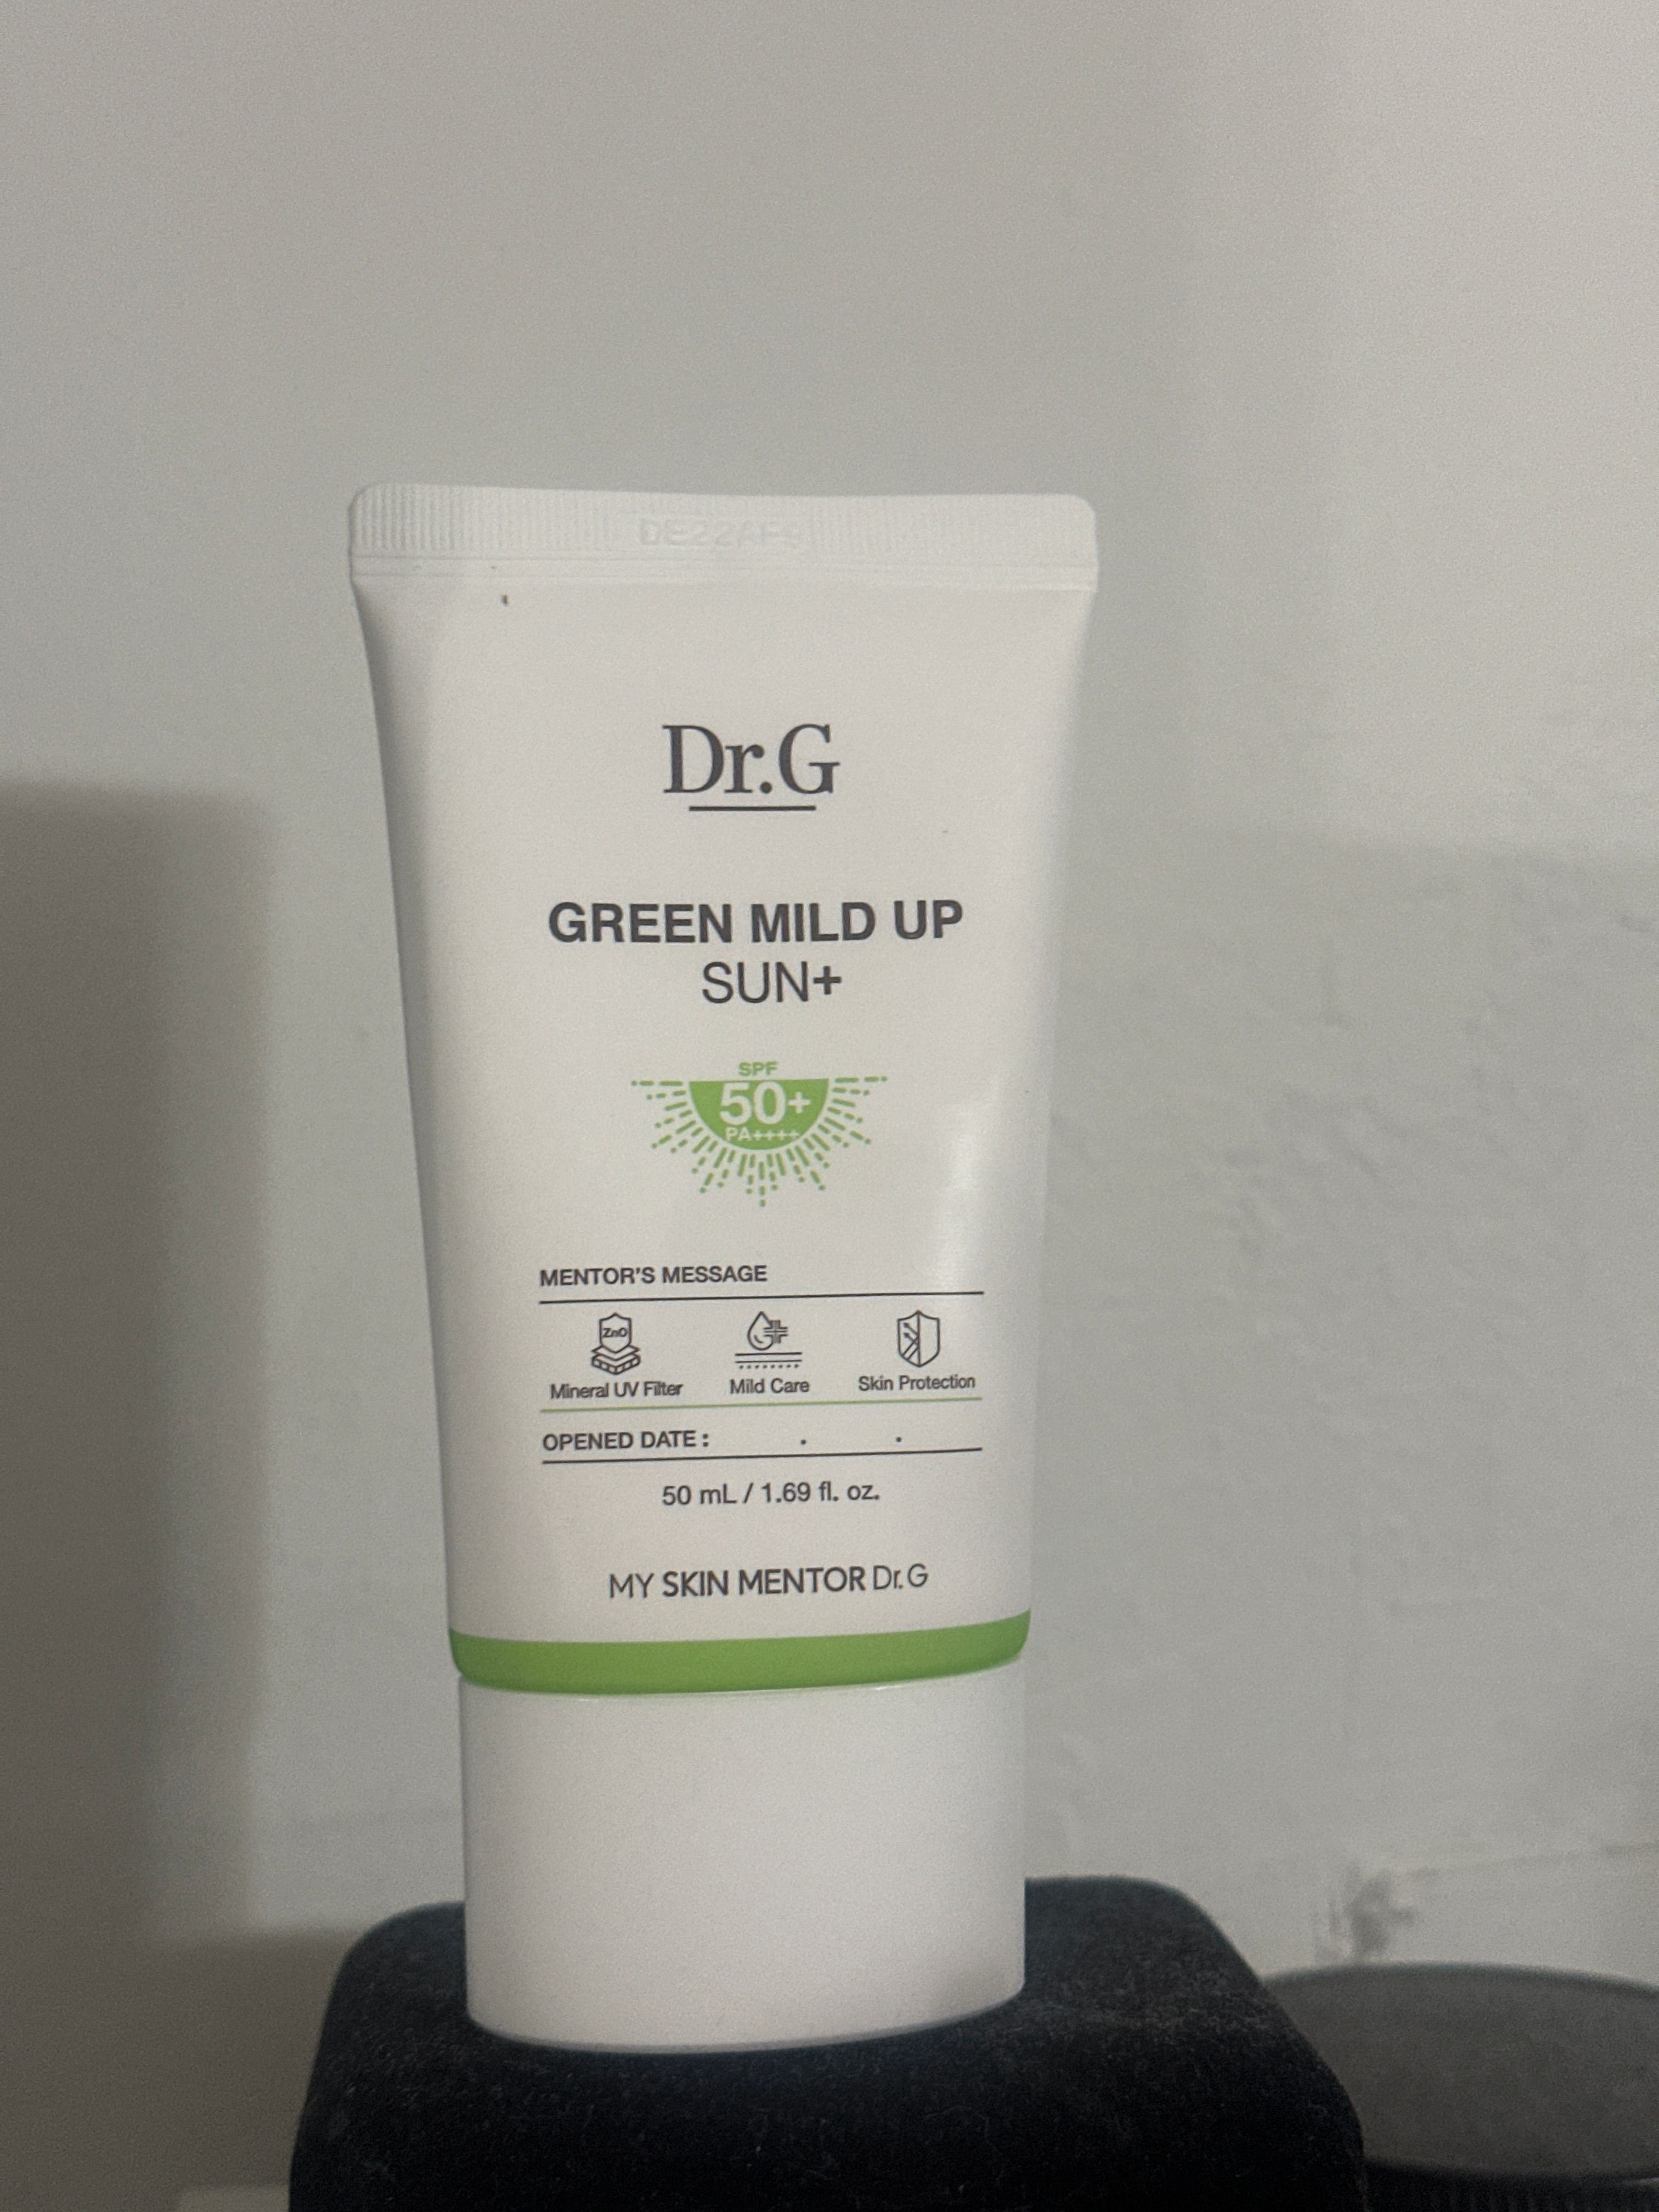 Dr.G
GREEN MILD UP
SUN+
SPF
50+
PA++++
MENTOR'S MESSAGE
ZnO
Mineral UV Filter Mild Care Skin Protection
OPENED DATE : . .
50 mL / 1.69 fl. oz.
MY SKIN MENTOR Dr.G